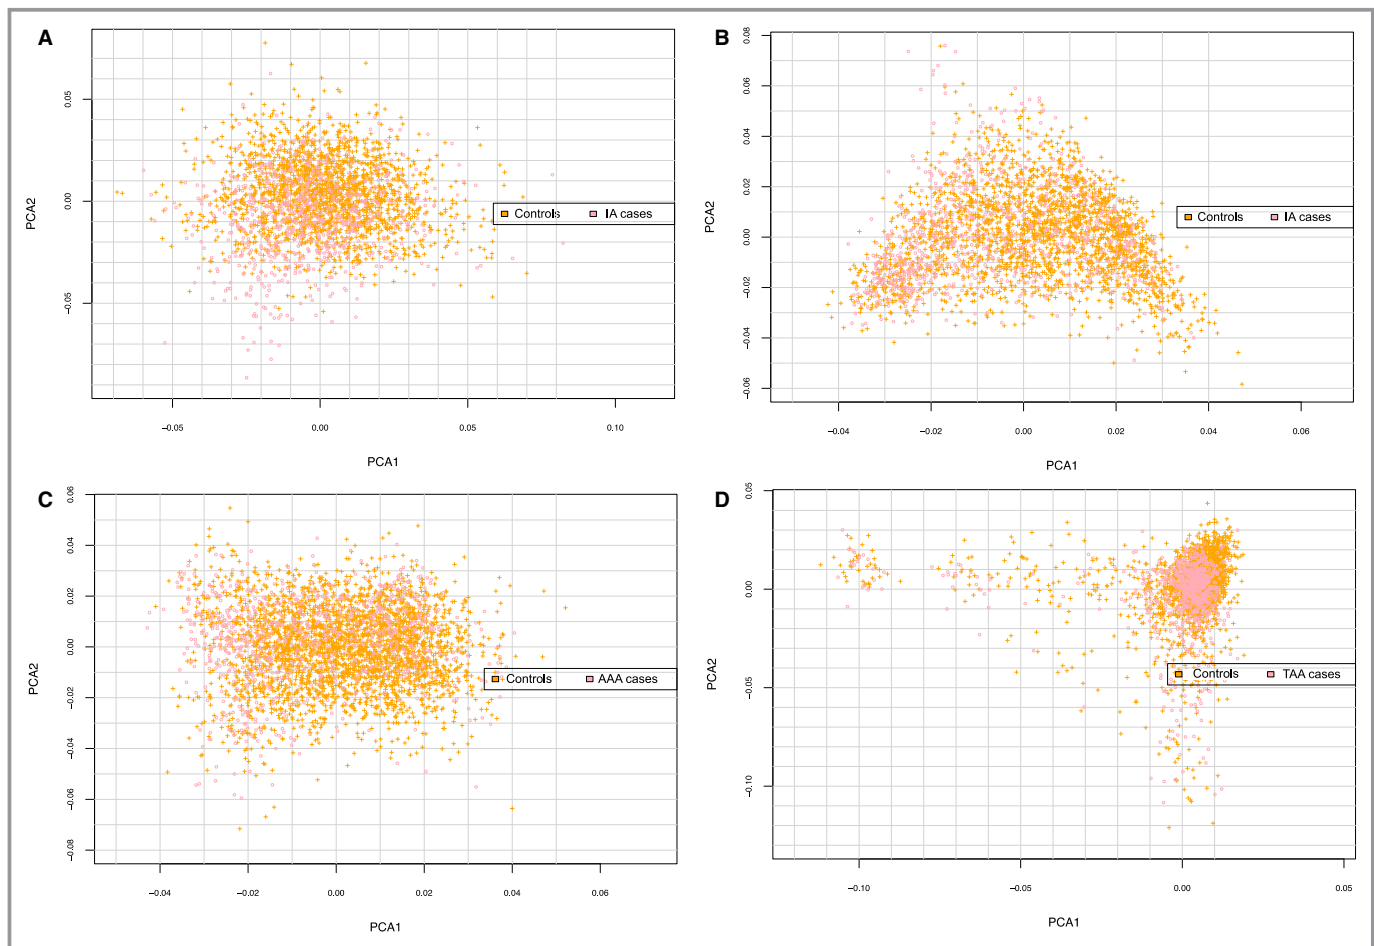 A
PCA2
0.05
0.00
−0.05
Controls IA cases
−0.05 0.00 0.05 0.10
PCA1
B
PCA2
0.08
0.06
0.04
0.02
0.00
−0.02
−0.04
−0.06
Controls IA cases
−0.04 −0.02 0.00 0.02 0.04 0.06
PCA1
C
PCA2
0.06
0.04
0.02
0.00
−0.02
−0.04
−0.06
−0.08
Controls AAA cases
−0.04 −0.02 0.00 0.02 0.04 0.06
PCA1
D
PCA2
0.05
0.00
−0.05
−0.10
Controls TAA cases
−0.10 −0.05 0.00 0.05
PCA1